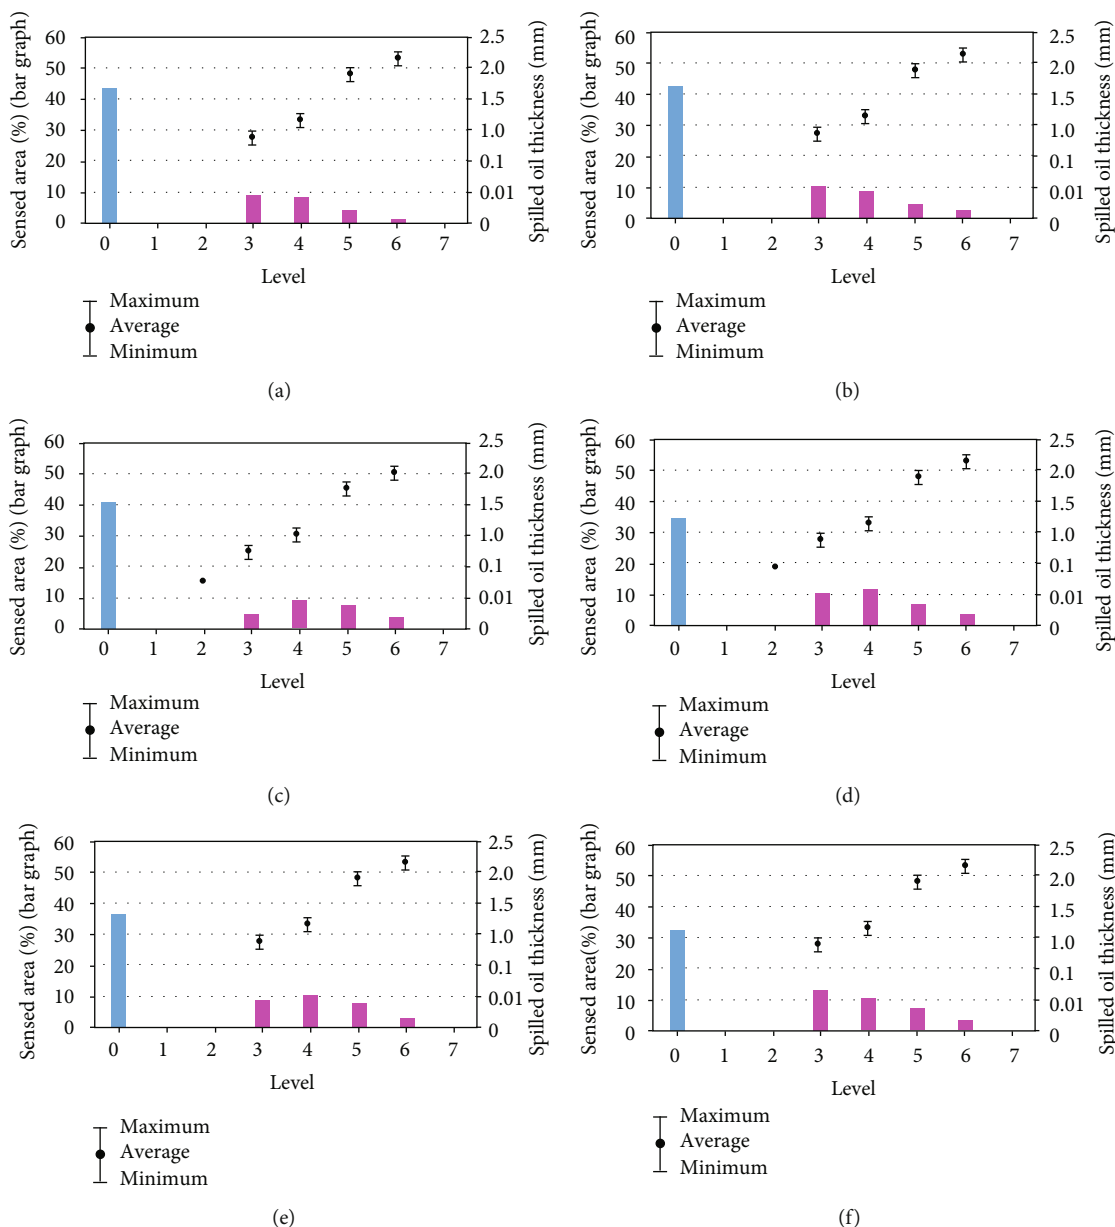 Sensed area (%) (bar graph)
60
50
40
30
20
10
0
2.5
2.0
1.5
1.0
0.1
0.01
0
Spilled oil thickness (mm)
0 1 2 3 4 5 6 7
Level
Maximum
Average
Minimum
(a)
Sensed area (%) (bar graph)
60
50
40
30
20
10
0
2.5
2.0
1.5
1.0
0.1
0.01
0
Spilled oil thickness (mm)
0 1 2 3 4 5 6 7
Level
Maximum
Average
Minimum
(b)
Sensed area (%) (bar graph)
60
50
40
30
20
10
0
2.5
2.0
1.5
1.0
0.1
0.01
0
Spilled oil thickness (mm)
0 1 2 3 4 5 6 7
Level
Maximum
Average
Minimum
(c)
Sensed area (%) (bar graph)
60
50
40
30
20
10
0
2.5
2.0
1.5
1.0
0.1
0.01
0
Spilled oil thickness (mm)
0 1 2 3 4 5 6 7
Level
Maximum
Average
Minimum
(d)
Sensed area (%) (bar graph)
60
50
40
30
20
10
0
2.5
2.0
1.5
1.0
0.1
0.01
0
Spilled oil thickness (mm)
0 1 2 3 4 5 6 7
Level
Maximum
Average
Minimum
(e)
Sensed area(%) (bar graph)
60
50
40
30
20
10
0
2.5
2.0
1.5
1.0
0.1
0.01
0
Spilled oil thickness (mm)
0 1 2 3 4 5 6 7
Level
Maximum
Average
Minimum
(f)